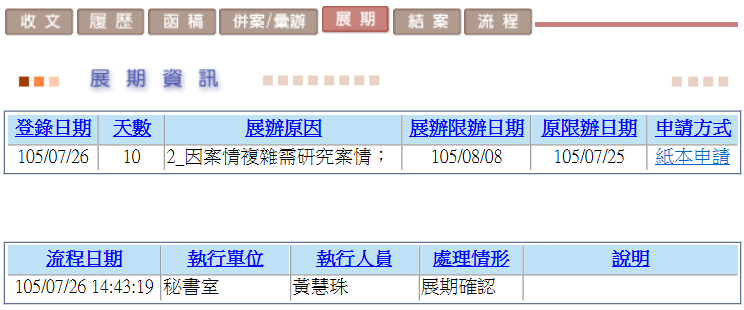 收文 履歷 函稿 併案/彙辦 展期 結案 流程
展期資訊
登錄日期 天數 展辦原因 展辦限辦日期 原限辦日期 申請方式
105/07/26 10 2_因案情複雜需研究案情； 105/08/08 105/07/25 紙本申請
流程日期 執行單位 執行人員 處理情形 說明
105/07/26 14:43:19 秘書室 黃慧珠 展期確認